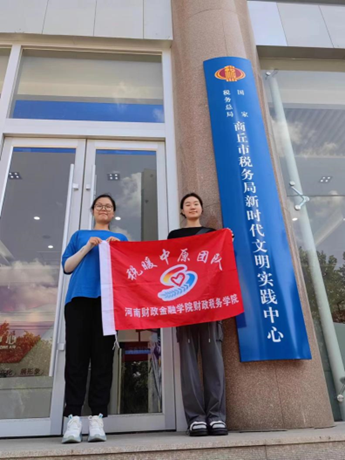 国家
税务总局
商丘市税务局新时代文明实践中心
税暖中原团队
河南财政金融学院财政税务学院